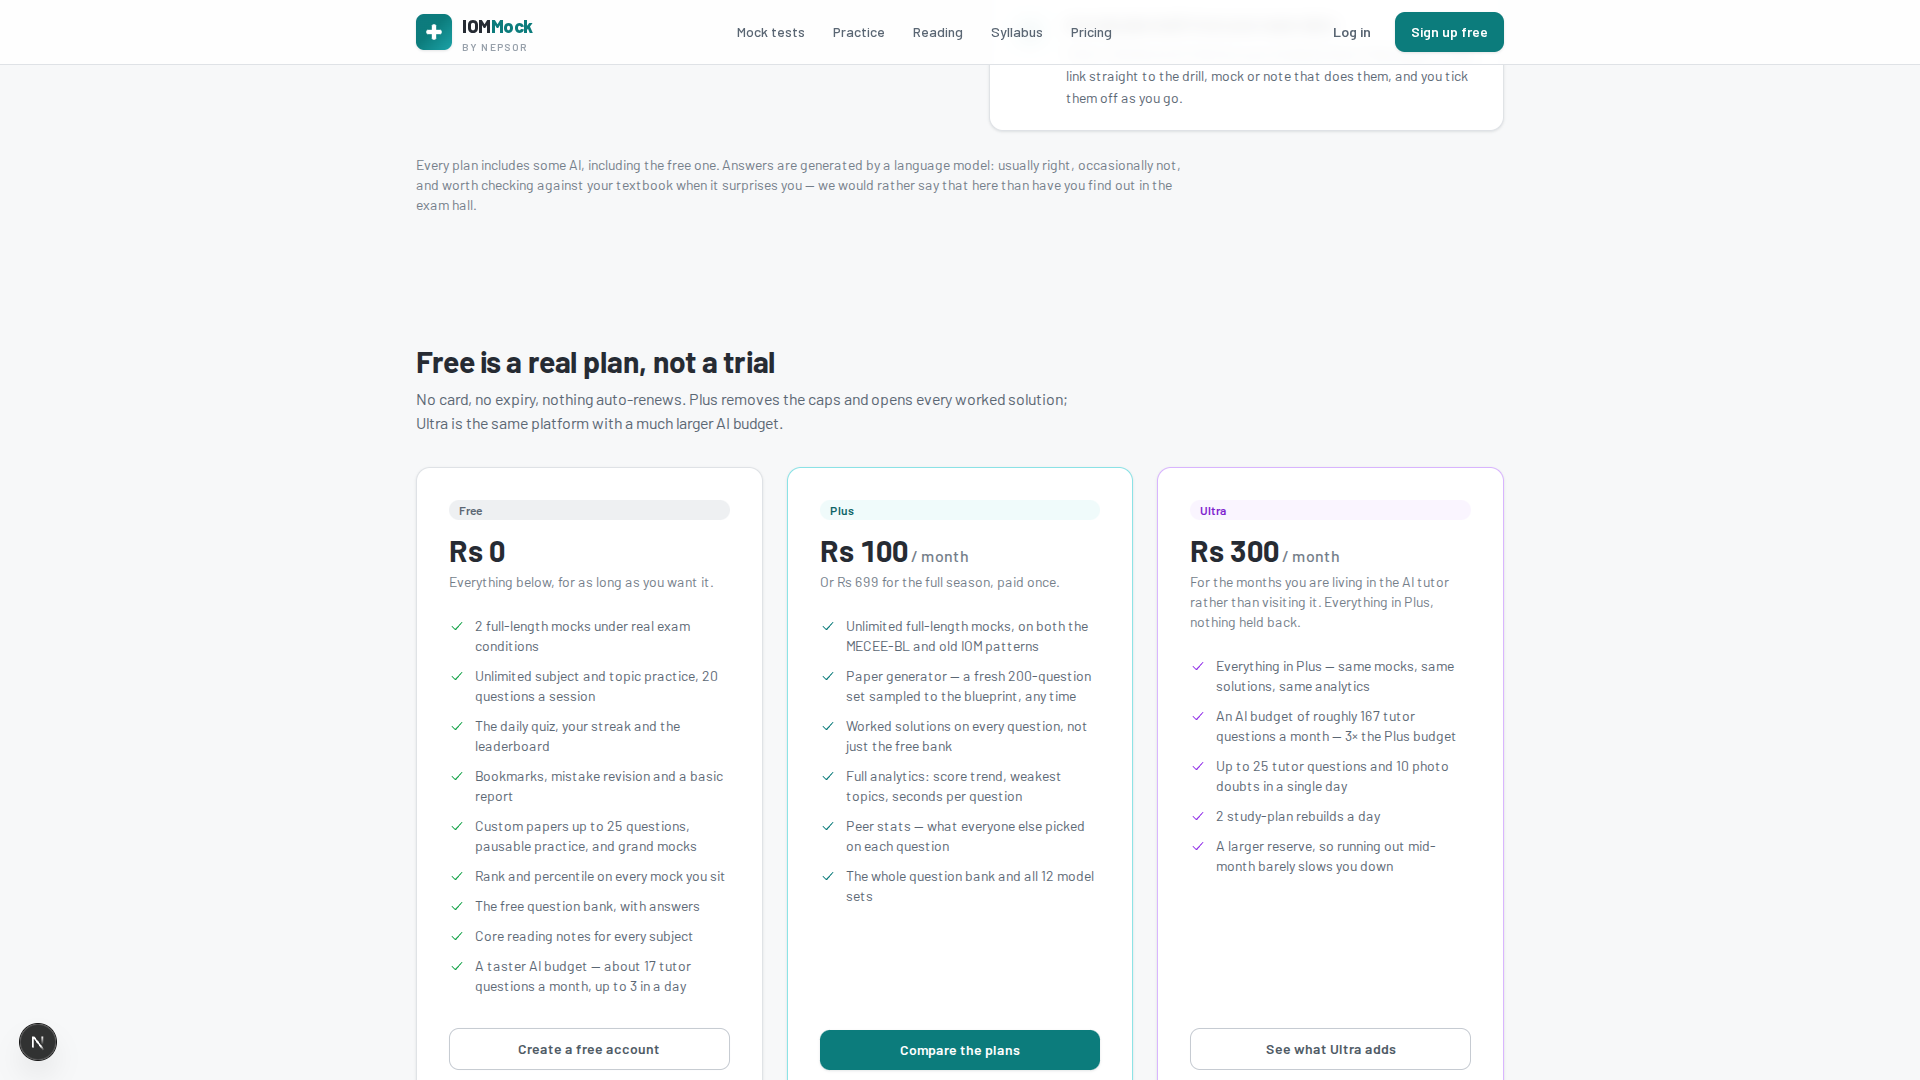 IOMMock
BY NEPSOR
Mock tests
Practice
Reading
Syllabus
Pricing
Log in
Sign up free
link straight to the drill, mock or note that does them, and you tick
them off as you go.
Every plan includes some AI, including the free one. Answers are generated by a language model: usually right, occasionally not,
and worth checking against your textbook when it surprises you — we would rather say that here than have you find out in the
exam hall.
Free is a real plan, not a trial
No card, no expiry, nothing auto-renews. Plus removes the caps and opens every worked solution;
Ultra is the same platform with a much larger AI budget.
Free
Rs 0
Everything below, for as long as you want it.
2 full-length mocks under real exam
conditions
Unlimited subject and topic practice, 20
questions a session
The daily quiz, your streak and the
leaderboard
Bookmarks, mistake revision and a basic
report
Custom papers up to 25 questions,
pausable practice, and grand mocks
Rank and percentile on every mock you sit
The free question bank, with answers
Core reading notes for every subject
A taster AI budget — about 17 tutor
questions a month, up to 3 in a day
Create a free account
Plus
Rs 100 / month
Or Rs 699 for the full season, paid once.
Unlimited full-length mocks, on both the
MECEE-BL and old IOM patterns
Paper generator — a fresh 200-question
set sampled to the blueprint, any time
Worked solutions on every question, not
just the free bank
Full analytics: score trend, weakest
topics, seconds per question
Peer stats — what everyone else picked
on each question
The whole question bank and all 12 model
sets
Compare the plans
Ultra
Rs 300 / month
For the months you are living in the AI tutor
rather than visiting it. Everything in Plus,
nothing held back.
Everything in Plus — same mocks, same
solutions, same analytics
An AI budget of roughly 167 tutor
questions a month — 3× the Plus budget
Up to 25 tutor questions and 10 photo
doubts in a single day
2 study-plan rebuilds a day
A larger reserve, so running out mid-
month barely slows you down
See what Ultra adds
N